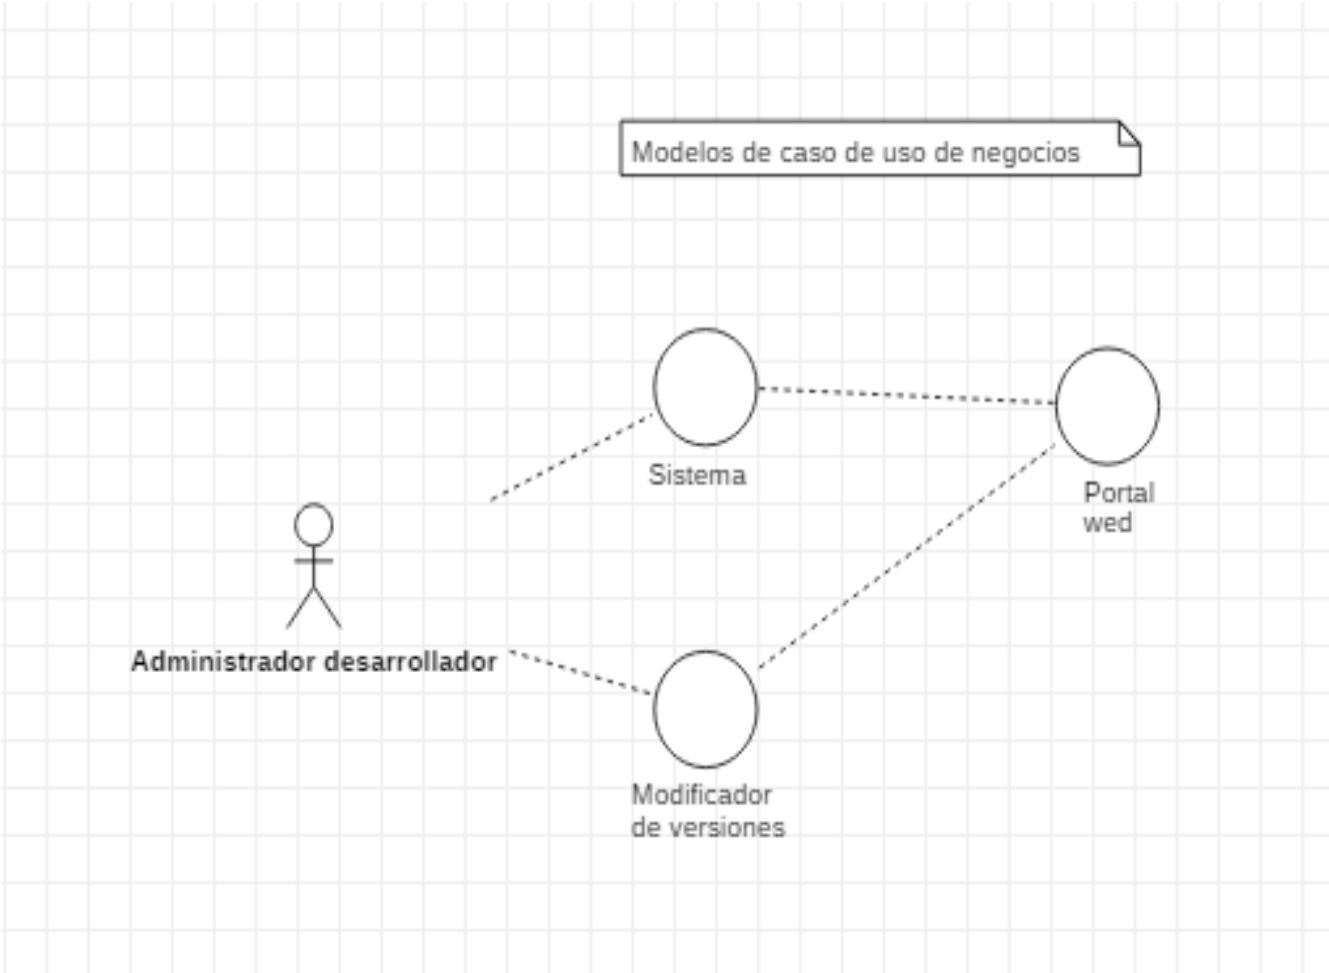 Modelos de caso de uso de negocios
Sistema
Portal
wed
Administrador desarrollador
Modificador
de versiones